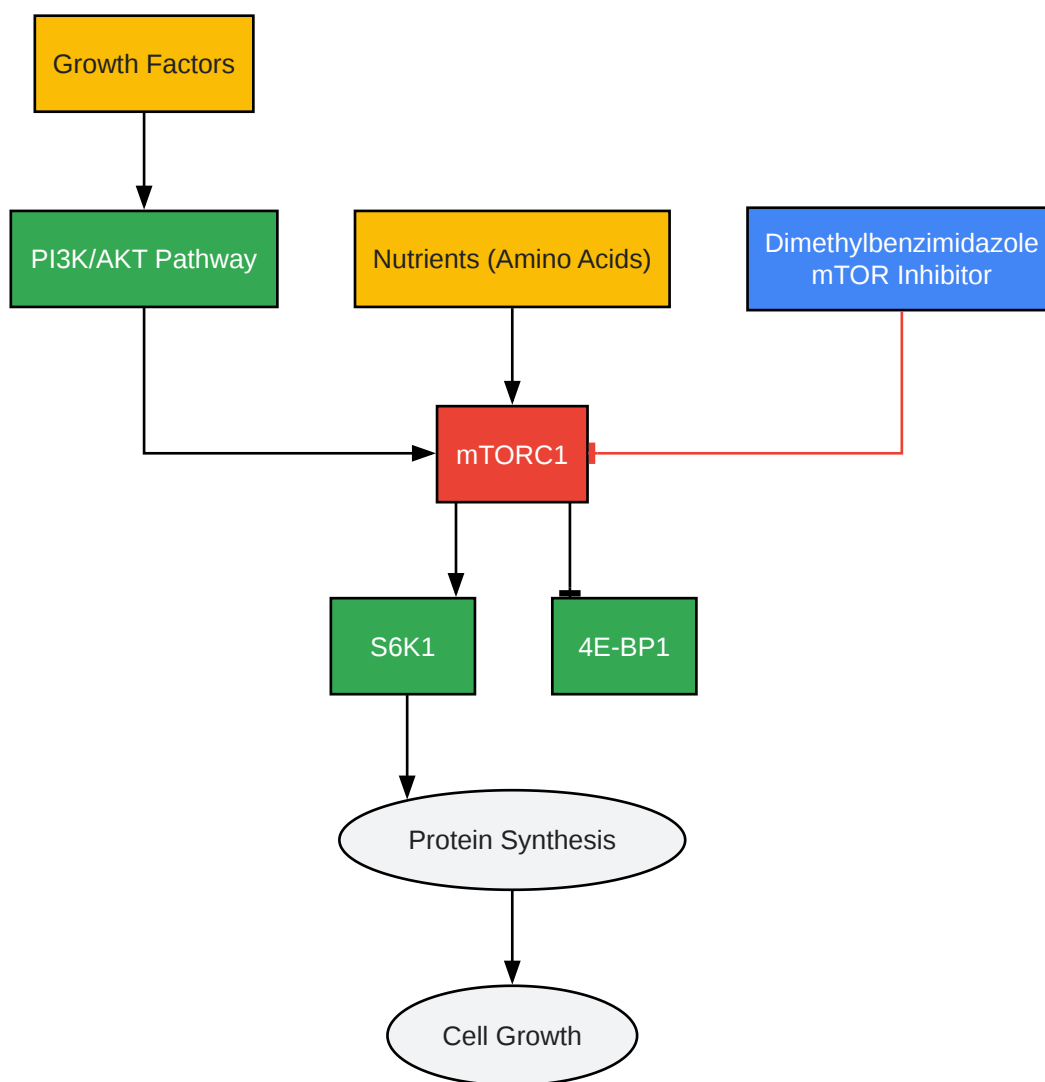 Growth Factors
PI3K/AKT Pathway
Nutrients (Amino Acids)
Dimethylbenzimidazole
mTOR Inhibitor
mTORC1
S6K1
4E-BP1
Protein Synthesis
Cell Growth